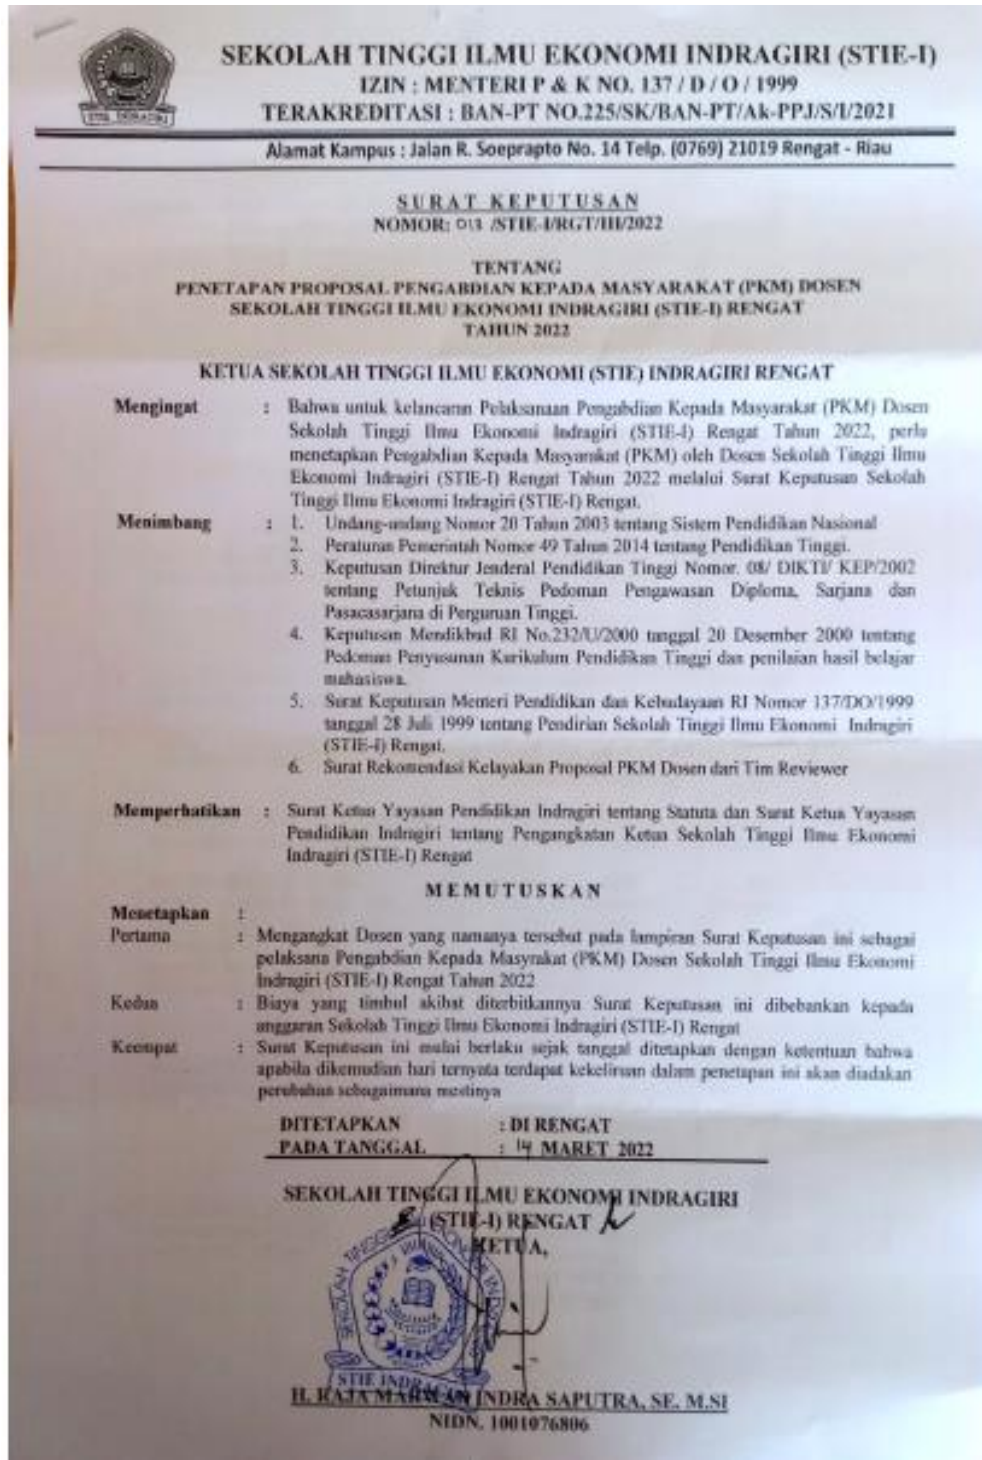 SEKOLAH TINGGI ILMU EKONOMI INDRAGIRI (STIE-I)
IZIN : MENTERI P & K NO. 137 / D / O / 1999
TERAKREDITASI : BAN-PT NO.225/SK/BAN-PT/Ak-PPJ/S/I/2021
STIE INDRAGIRI
Alamat Kampus : Jalan R. Soeprapto No. 14 Telp. (0769) 21019 Rengat - Riau
SURAT KEPUTUSAN
NOMOR: /STIE-I/RGT/III/2022
TENTANG
PENETAPAN PROPOSAL PENGABDIAN KEPADA MASYARAKAT (PKM) DOSEN
SEKOLAH TINGGI ILMU EKONOMI INDRAGIRI (STIE-I) RENGAT
TAHUN 2022
KETUA SEKOLAH TINGGI ILMU EKONOMI (STIE) INDRAGIRI RENGAT
Mengingat : Bahwa untuk kelancaran Pelaksanaan Pengabdian Kepada Masyarakat (PKM) Dosen
Sekolah Tinggi Ilmu Ekonomi Indragiri (STIE-I) Rengat Tahun 2022, perlu
menetapkan Pengabdian Kepada Masyarakat (PKM) oleh Dosen Sekolah Tinggi Ilmu
Ekonomi Indragiri (STIE-I) Rengat Tahun 2022 melalui Surat Keputusan Sekolah
Tinggi Ilmu Ekonomi Indragiri (STIE-I) Rengat.
Menimbang : 1. Undang-undang Nomor 20 Tahun 2003 tentang Sistem Pendidikan Nasional
2. Peraturan Pemerintah Nomor 49 Tahun 2014 tentang Pendidikan Tinggi.
3. Keputusan Direktur Jenderal Pendidikan Tinggi Nomor. 08/ DIKTI/ KEP/2002
tentang Petunjuk Teknis Pedoman Pengawasan Diploma, Sarjana dan
Pasacasarjana di Perguruan Tinggi.
4. Keputusan Mendikbud RI No.232/U/2000 tanggal 20 Desember 2000 tentang
Pedoman Penyusunan Kurikulum Pendidikan Tinggi dan penilaian hasil belajar
mahasiswa.
5. Surat Keputusan Menteri Pendidikan dan Kebudayaan RI Nomor 137/DO/1999
tanggal 28 Juli 1999 tentang Pendirian Sekolah Tinggi Ilmu Ekonomi Indragiri
(STIE-I) Rengat.
6. Surat Rekomendasi Kelayakan Proposal PKM Dosen dari Tim Reviewer
Memperhatikan : Surat Ketua Yayasan Pendidikan Indragiri tentang Statuta dan Surat Ketua Yayasan
Pendidikan Indragiri tentang Pengangkatan Ketua Sekolah Tinggi Ilmu Ekonomi
Indragiri (STIE-I) Rengat
MEMUTUSKAN
Menetapkan :
Pertama : Mengangkat Dosen yang namanya tersebut pada lampiran Surat Keputusan ini sebagai
pelaksana Pengabdian Kepada Masyrakat (PKM) Dosen Sekolah Tinggi Ilmu Ekonomi
Indragiri (STIE-I) Rengat Tahun 2022
Kedua : Biaya yang timbul akibat diterbitkannya Surat Keputusan ini dibebankan kepada
anggaran Sekolah Tinggi Ilmu Ekonomi Indragiri (STIE-I) Rengat
Keempat : Surat Keputusan ini mulai berlaku sejak tanggal ditetapkan dengan ketentuan bahwa
apabila dikemudian hari ternyata terdapat kekeliruan dalam penetapan ini akan diadakan
perubahan sebagaimana mestinya
DITETAPKAN : DI RENGAT
PADA TANGGAL : 14 MARET 2022
SEKOLAH TINGGI ILMU EKONOMI INDRAGIRI
(STIE-I) RENGAT
KETUA,
SEKOLAH TINGGI EKONOMI
STIE INDRAGIRI
H. RAJA MARWAN INDRA SAPUTRA, SE. M.SI
NIDN. 1001076806